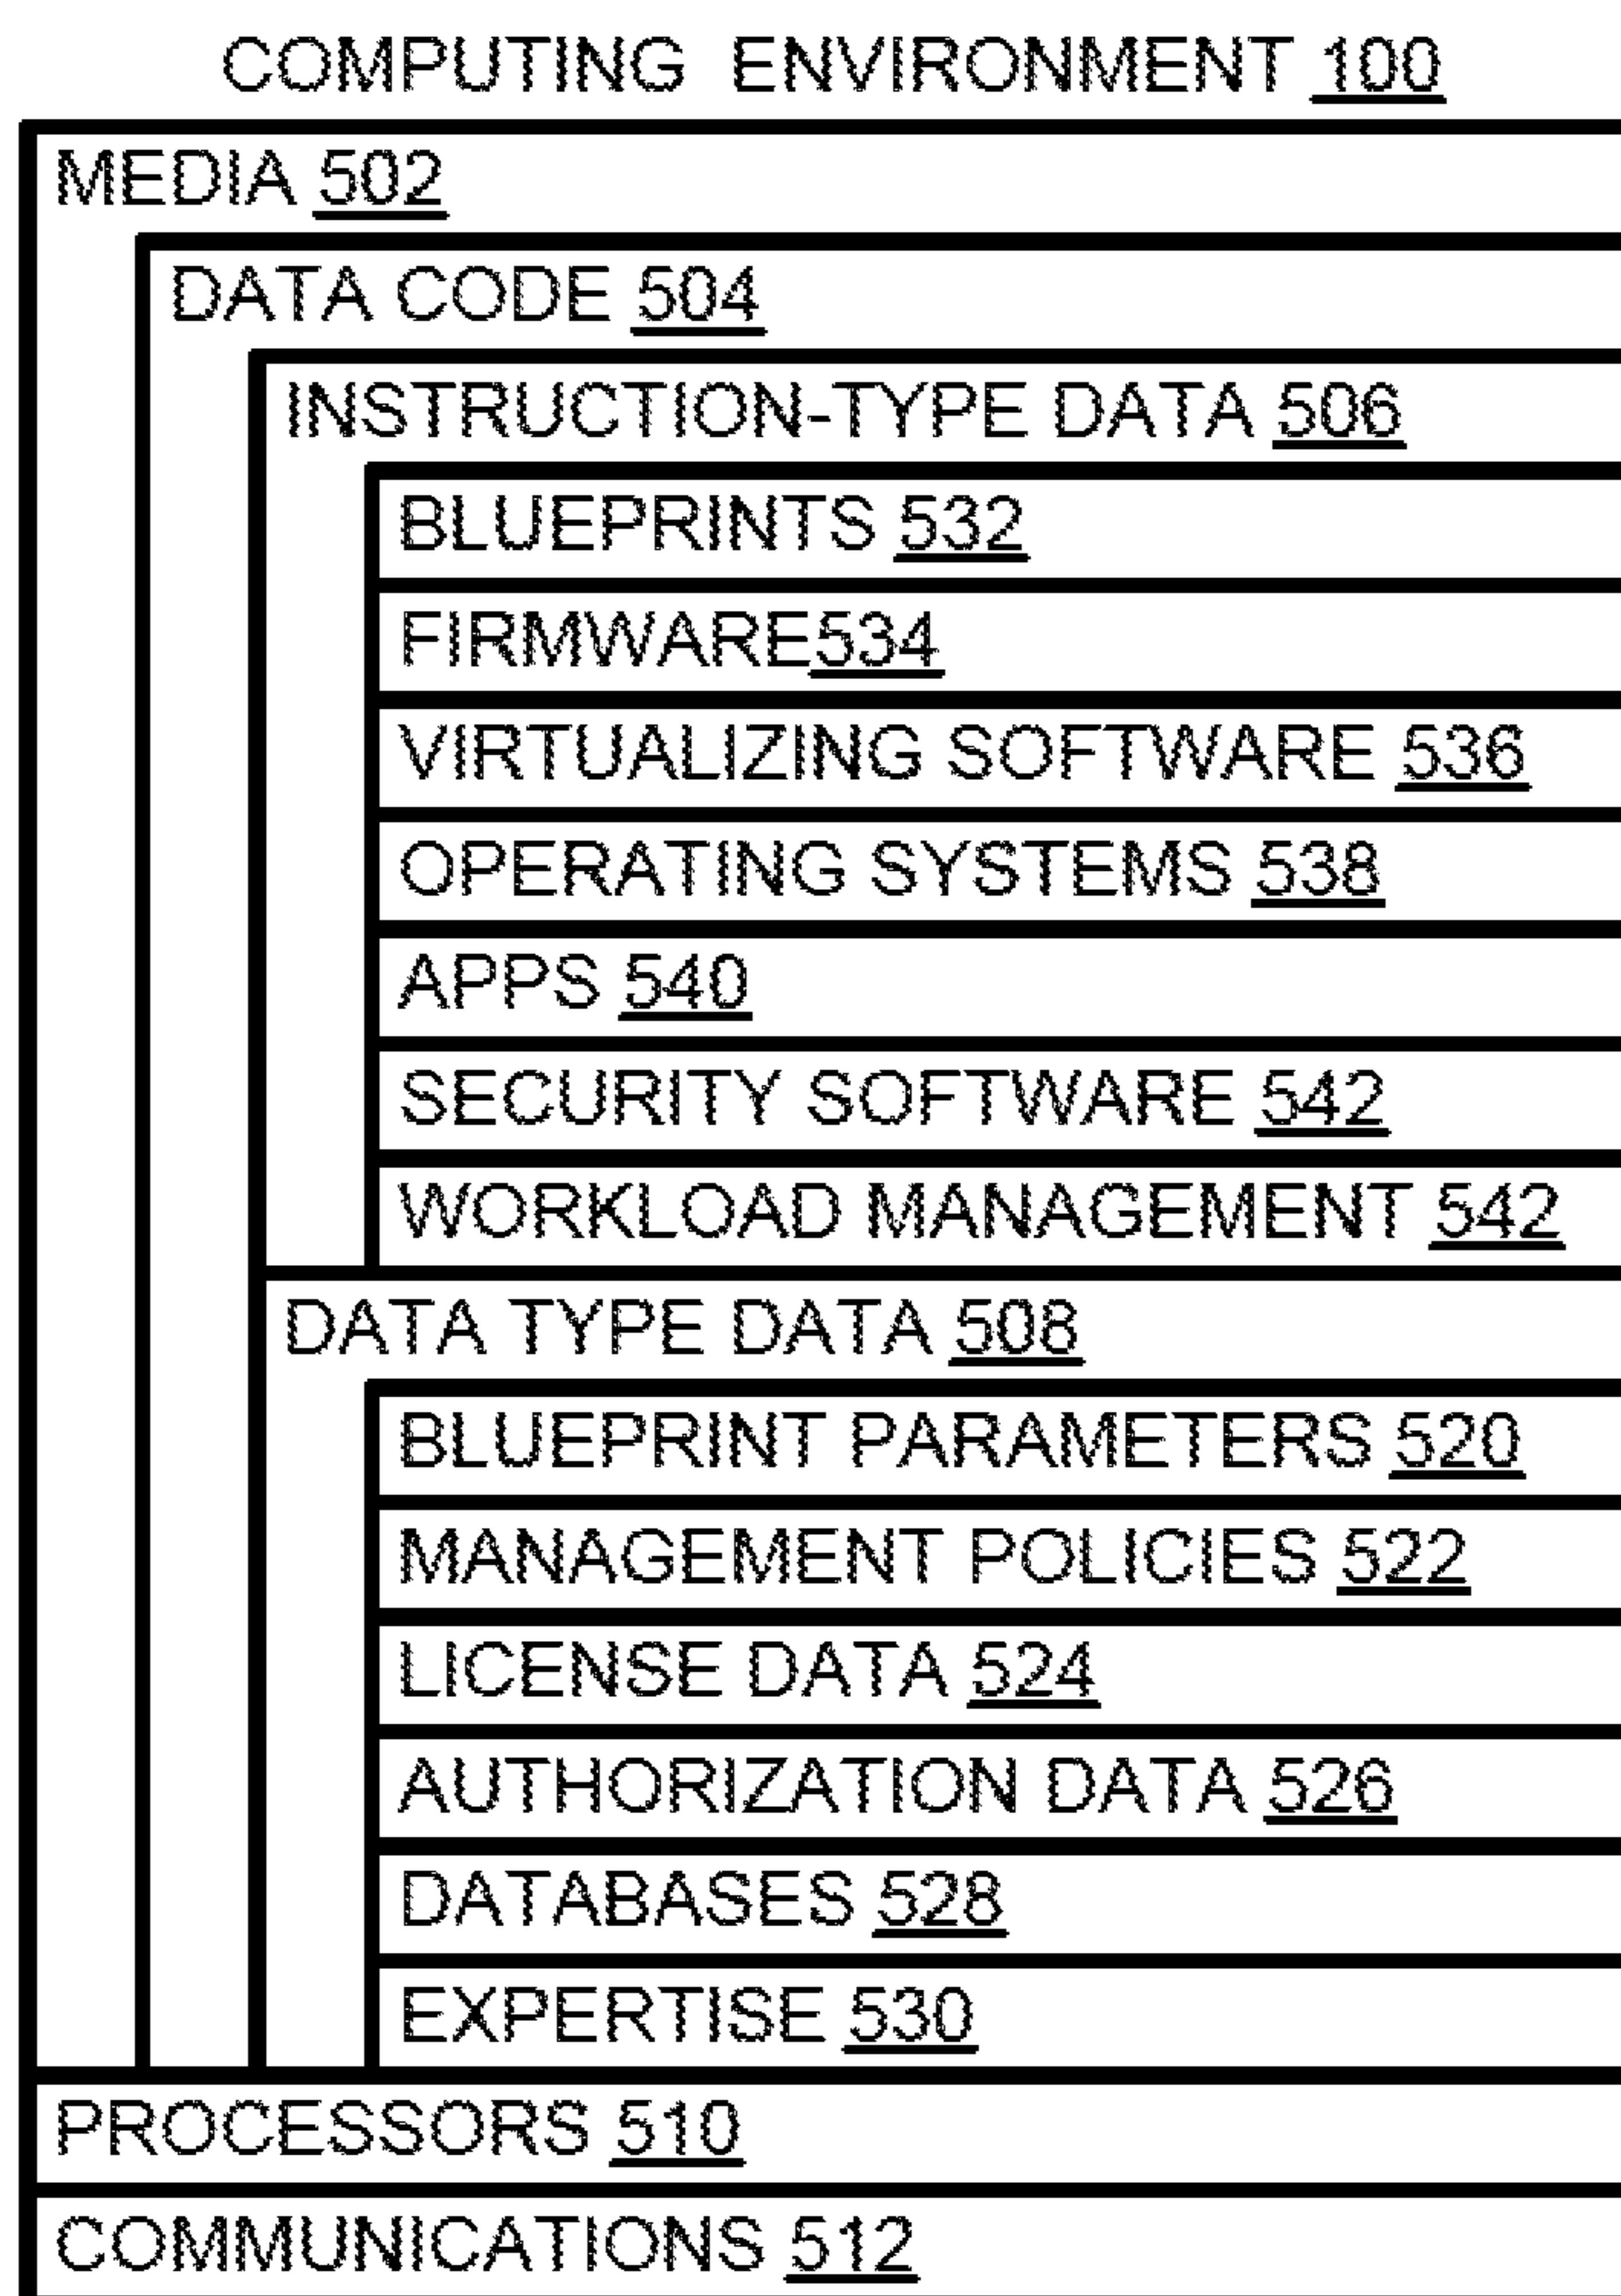 COMPUTING ENVIRONMENT 100
MEDIA 502
DATA CODE 504
INSTRUCTION-TYPE DATA 506
BLUEPRINTS 532
FIRMWARE534
VIRTUALIZING SOFTWARE 536
OPERATING SYSTEMS 538
APPS 540
SECURITY SOFTWARE 542
WORKLOAD MANAGEMENT 542
DATA TYPE DATA 508
BLUEPRINT PARAMETERS 520
MANAGEMENT POLICIES 522
LICENSE DATA 524
AUTHORIZATION DATA 526
DATABASES 528
EXPERTISE 530
PROCESSORS 510
COMMUNICATIONS 512